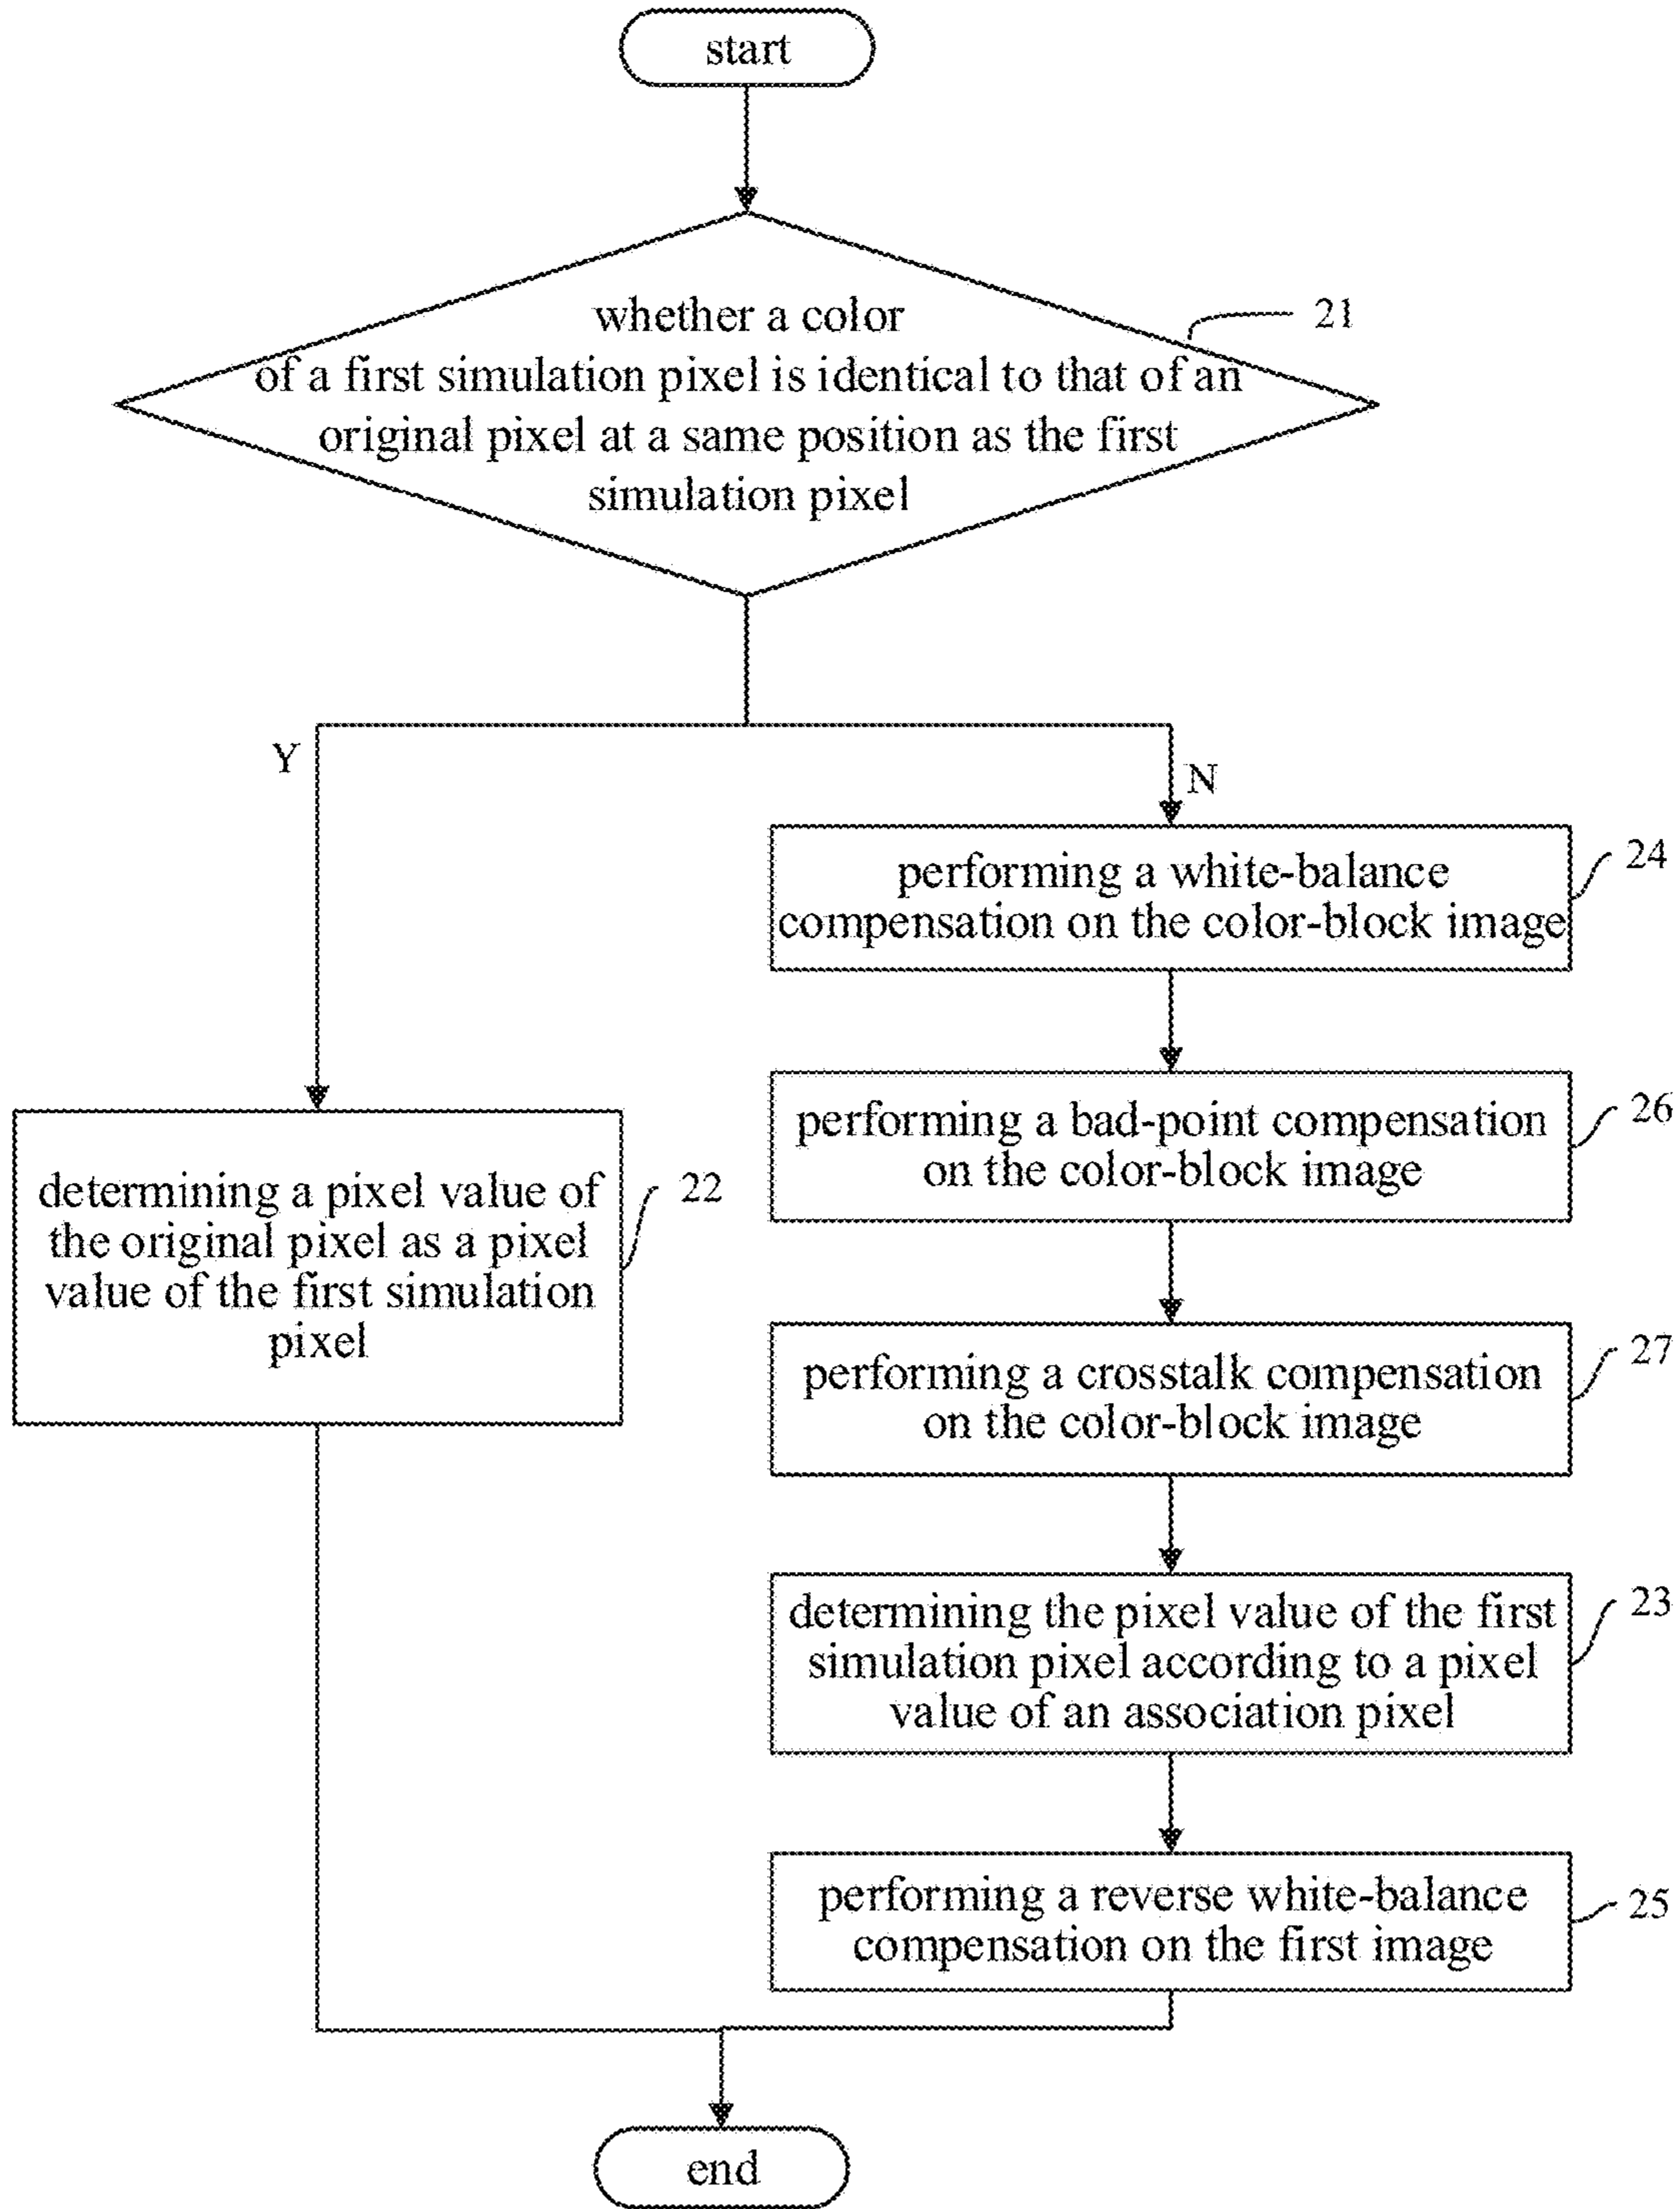 start
whether a color
of a first simulation pixel is identical to that of an
original pixel at a same position as the first
simulation pixel
21
Y
N
performing a white-balance
compensation on the color-block image
24
performing a bad-point compensation
on the color-block image
26
determining a pixel value of
the original pixel as a pixel
value of the first simulation
pixel
22
performing a crosstalk compensation
on the color-block image
27
determining the pixel value of the first
simulation pixel according to a pixel
value of an association pixel
23
performing a reverse white-balance
compensation on the first image
25
end